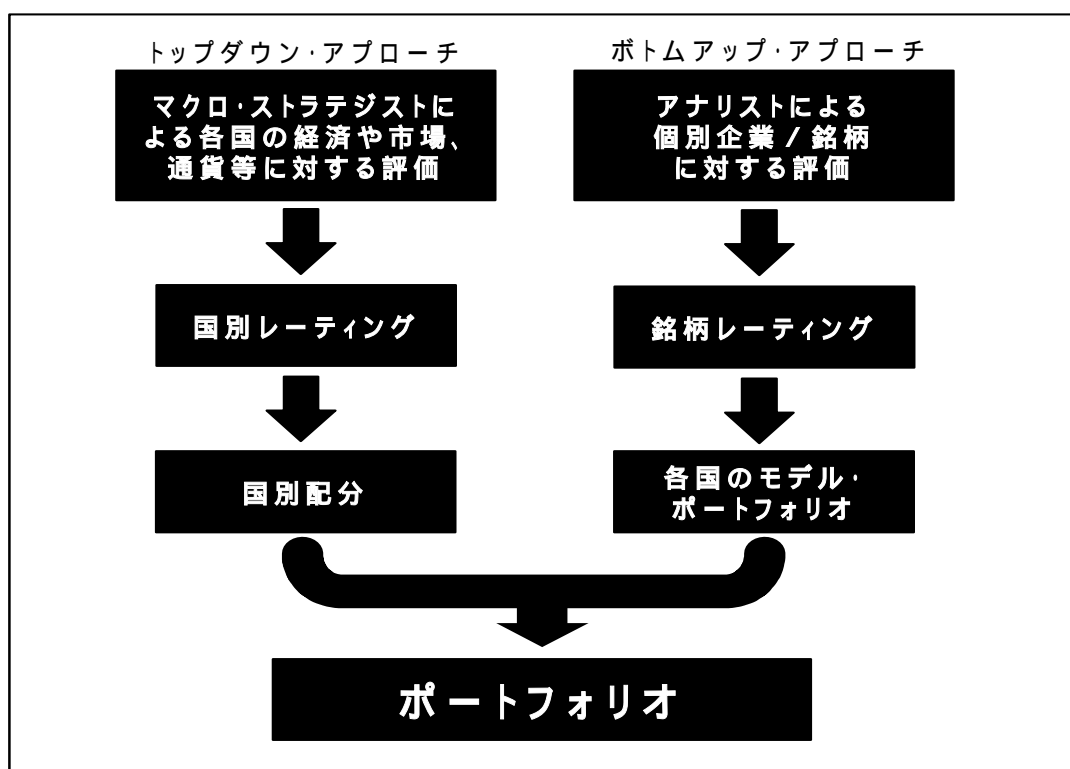 トップダウン・アプローチ
マクロ・ストラテジストに
よる各国の経済や市場、
通貨等に対する評価
国別レーティング
国別配分
ボトムアップ・アプローチ
アナリストによる
個別企業/銘柄
に対する評価
銘柄レーティング
各国のモデル・
ポートフォリオ
ポートフォリオ